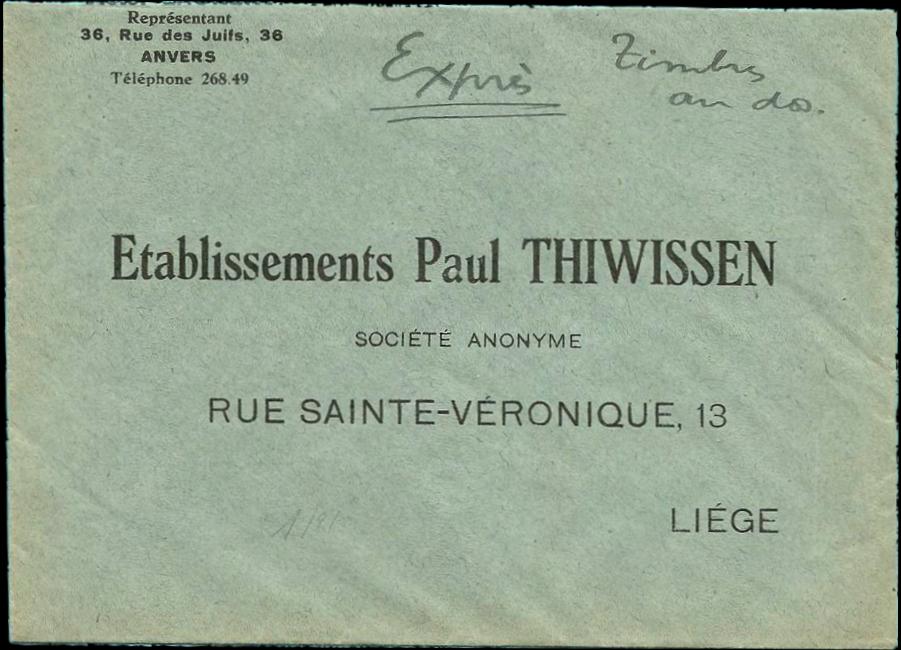 Représentant
36, Rue des Juifs, 36
ANVERS
Téléphone 268.49
Exprès
Timbres
au dos.
Etablissements Paul THIWISSEN
SOCIÉTÉ ANONYME
RUE SAINTE-VÉRONIQUE, 13
LIÉGE